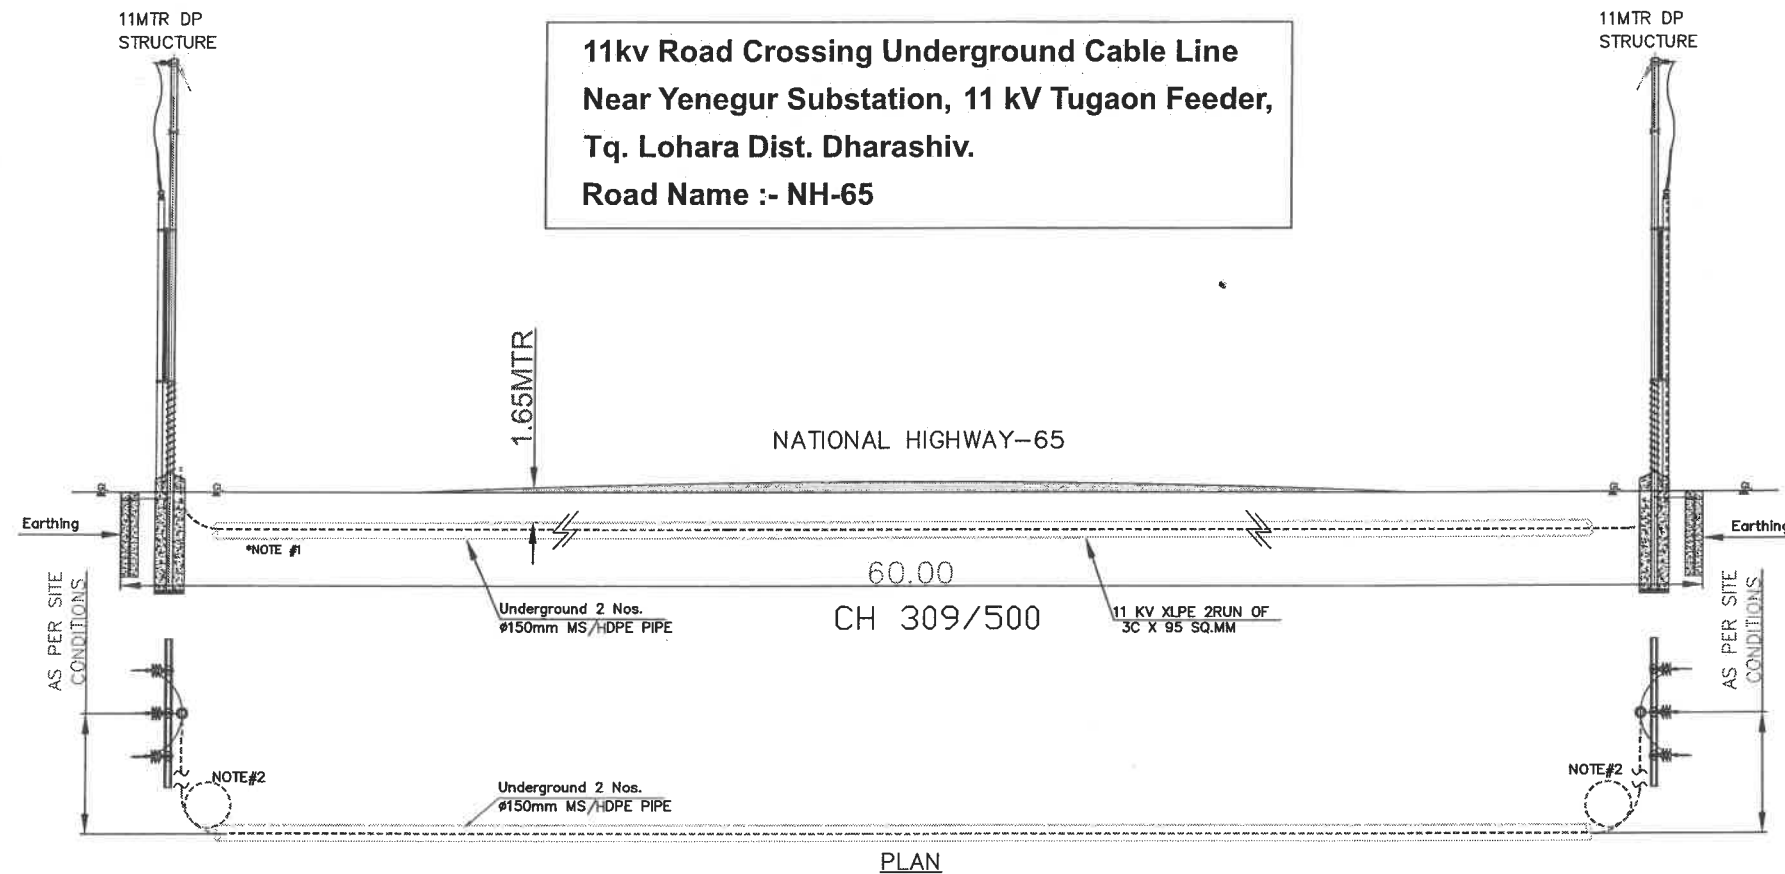 11MTR DP
STRUCTURE
11kv Road Crossing Underground Cable Line
Near Yenegur Substation, 11 kV Tugaon Feeder,
Tq. Lohara Dist. Dharashiv.
Road Name :- NH-65
11MTR DP
STRUCTURE
1.65MTR
NATIONAL HIGHWAY-65
Earthing
*NOTE #1
Earthing
60.00
CH 309/500
Underground 2 Nos.
Ø150mm MS/HDPE PIPE
11 KV XLPE 2RUN OF
3C X 95 SQ.MM
AS PER SITE
CONDITIONS
AS PER SITE
CONDITIONS
NOTE#2
Underground 2 Nos.
Ø150mm MS/HDPE PIPE
NOTE#2
PLAN